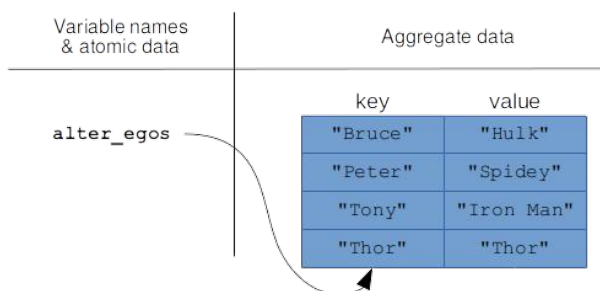 Variable names
& atomic data
Aggregate data
key value
alter_egos
"Bruce" "Hulk"
"Peter" "Spidey"
"Tony" "Iron Man"
"Thor" "Thor"